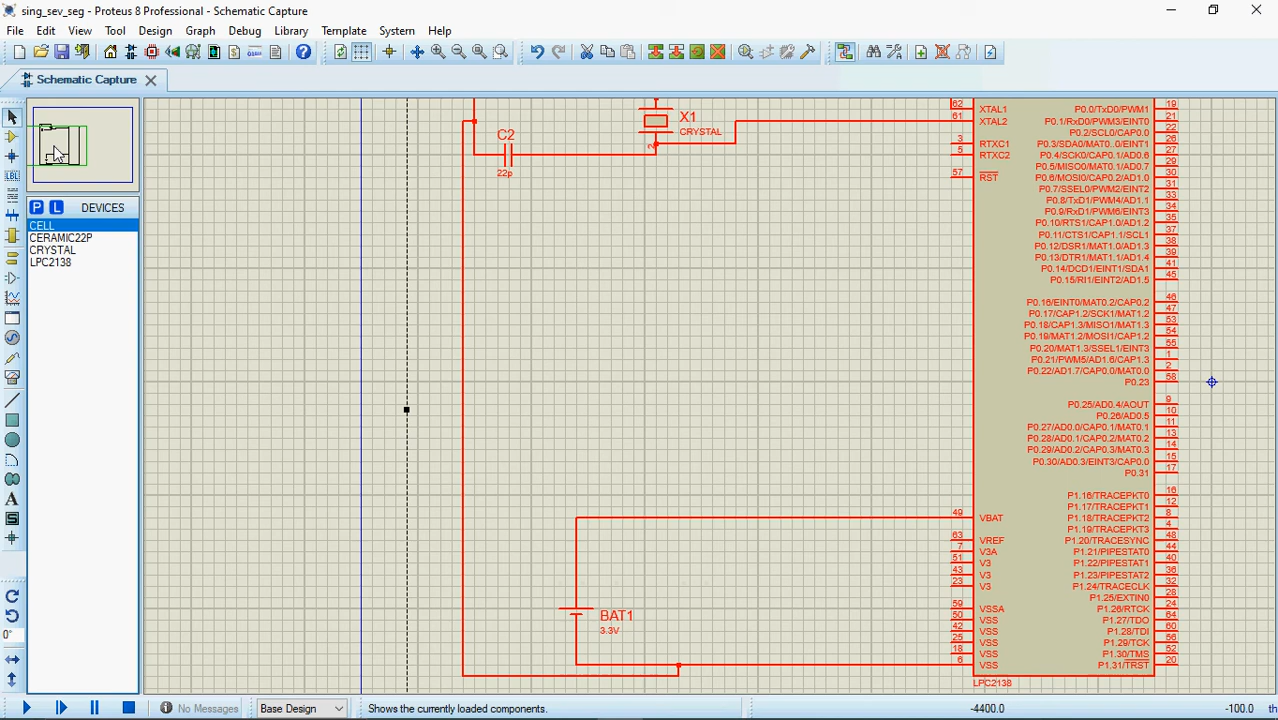 sing_sev_seg - Proteus 8 Professional - Schematic Capture
File Edit View Tool Design Graph Debug Library Template System Help
Schematic Capture
P L DEVICES
CELL
CERAMIC22P
CRYSTAL
LPC2138
LBL
A
S
0°
C2
22p
X1
CRYSTAL
2
BAT1
3.3V
62 XTAL1
61 XTAL2
3 RTXC1
5 RTXC2
57 RST
49 VBAT
63 VREF
7 V3A
51 V3
43 V3
23 V3
59 VSSA
50 VSS
42 VSS
25 VSS
18 VSS
6 VSS
P0.0/TxD0/PWM1 19
P0.1/RxD0/PWM3/EINT0 21
P0.2/SCL0/CAP0.0 22
P0.3/SDA0/MAT0..0/EINT1 26
P0.4/SCK0/CAP0.1/AD0.6 27
P0.5/MISO0/MAT0.1/AD0.7 29
P0.6/MOSI0/CAP0.2/AD1.0 30
P0.7/SSEL0/PWM2/EINT2 31
P0.8/TxD1/PWM4/AD1.1 33
P0.9/RxD1/PWM6/EINT3 34
P0.10/RTS1/CAP1.0/AD1.2 35
P0.11/CTS1/CAP1.1/SCL1 37
P0.12/DSR1/MAT1.0/AD1.3 38
P0.13/DTR1/MAT1.1/AD1.4 39
P0.14/DCD1/EINT1/SDA1 41
P0.15/RI1/EINT2/AD1.5 45
P0.16/EINT0/MAT0.2/CAP0.2 46
P0.17/CAP1.2/SCK1/MAT1.2 47
P0.18/CAP1.3/MISO1/MAT1.3 53
P0.19/MAT1.2/MOSI1/CAP1.2 54
P0.20/MAT1.3/SSEL1/EINT3 55
P0.21/PWM5/AD1.6/CAP1.3 1
P0.22/AD1.7/CAP0.0/MAT0.0 2
P0.23 58
P0.25/AD0.4/AOUT 9
P0.26/AD0.5 10
P0.27/AD0.0/CAP0.1/MAT0.1 11
P0.28/AD0.1/CAP0.2/MAT0.2 13
P0.29/AD0.2/CAP0.3/MAT0.3 14
P0.30/AD0.3/EINT3/CAP0.0 15
P0.31 17
P1.16/TRACEPKT0 16
P1.17/TRACEPKT1 12
P1.18/TRACEPKT2 8
P1.19/TRACEPKT3 4
P1.20/TRACESYNC 48
P1.21/PIPESTAT0 44
P1.22/PIPESTAT1 40
P1.23/PIPESTAT2 36
P1.24/TRACECLK 32
P1.25/EXTIN0 28
P1.26/RTCK 24
P1.27/TDO 64
P1.28/TDI 60
P1.29/TCK 56
P1.30/TMS 52
P1.31/TRST 20
LPC2138
No Messages Base Design Shows the currently loaded components. -4400.0 -100.0 th